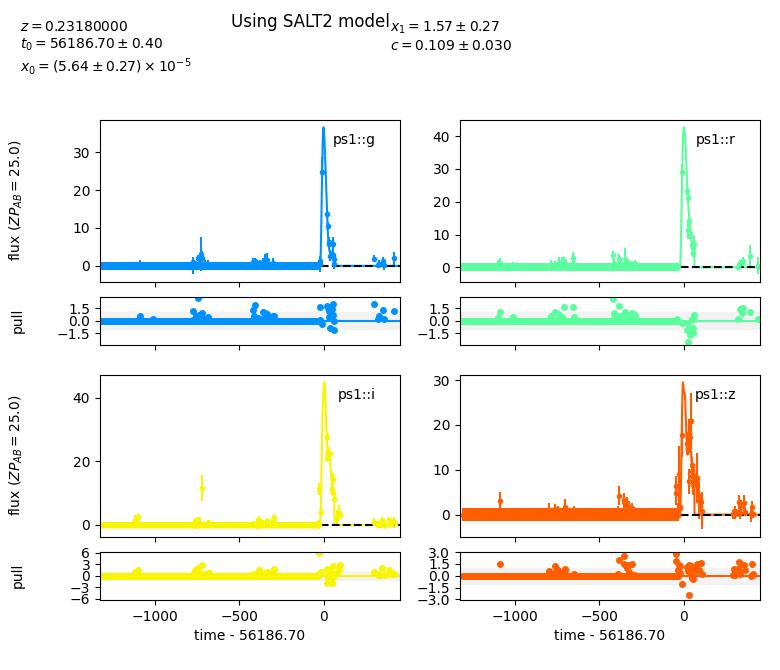 Using SALT2 model
z = 0.23180000
t₀ = 56186.70 ± 0.40
x₀ = (5.64 ± 0.27) × 10⁻⁵
x₁ = 1.57 ± 0.27
c = 0.109 ± 0.030
flux (ZP_AB = 25.0)
30
20
10
0
ps1::g
40
30
20
10
0
ps1::r
pull
1.5
0.0
−1.5
1.5
0.0
−1.5
flux (ZP_AB = 25.0)
40
20
0
ps1::i
30
20
10
0
ps1::z
pull
6
3
0
−3
−6
3.0
1.5
0.0
−1.5
−3.0
−1000 −500 0
time - 56186.70
−1000 −500 0
time - 56186.70